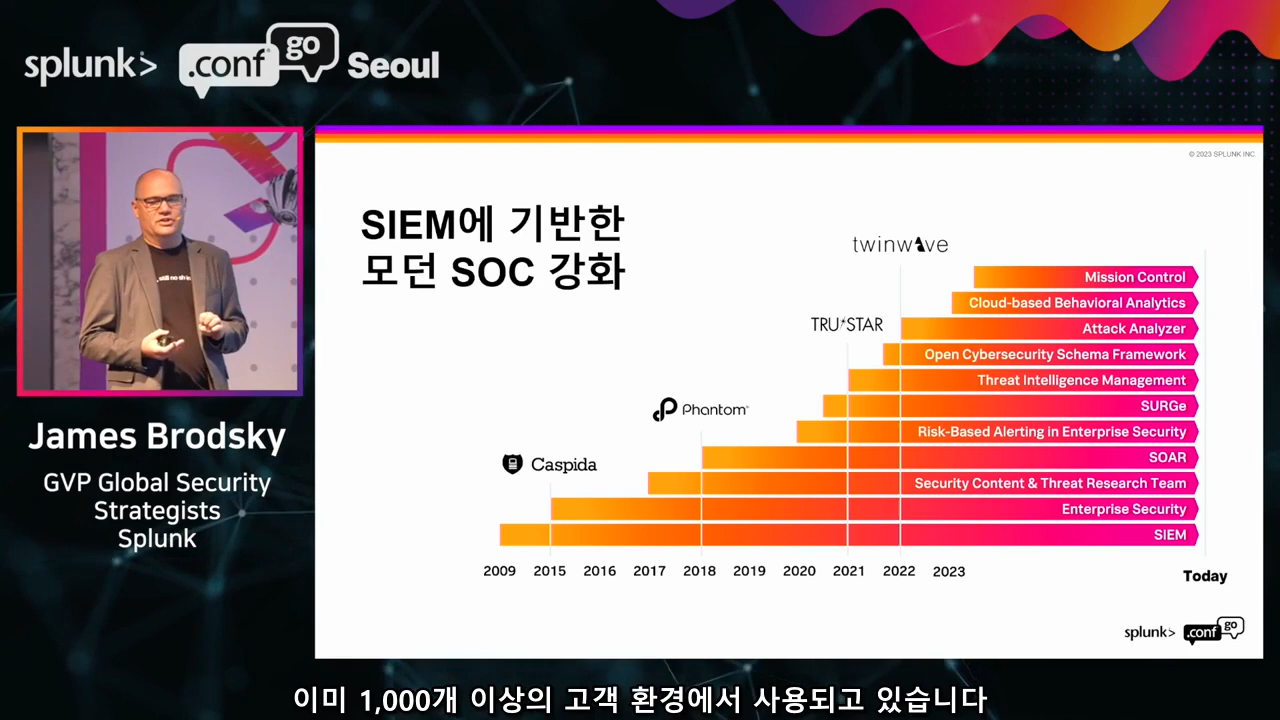 splunk> .conf go Seoul
James Brodsky
GVP Global Security
Strategists
Splunk
© 2023 SPLUNK INC.
SIEM에 기반한
모던 SOC 강화
twinwave
TRUSTAR
Phantom
Caspida
Mission Control
Cloud-based Behavioral Analytics
Attack Analyzer
Open Cybersecurity Schema Framework
Threat Intelligence Management
SURGe
Risk-Based Alerting in Enterprise Security
SOAR
Security Content & Threat Research Team
Enterprise Security
SIEM
2009 2015 2016 2017 2018 2019 2020 2021 2022 2023 Today
splunk> .conf go
이미 1,000개 이상의 고객 환경에서 사용되고 있습니다